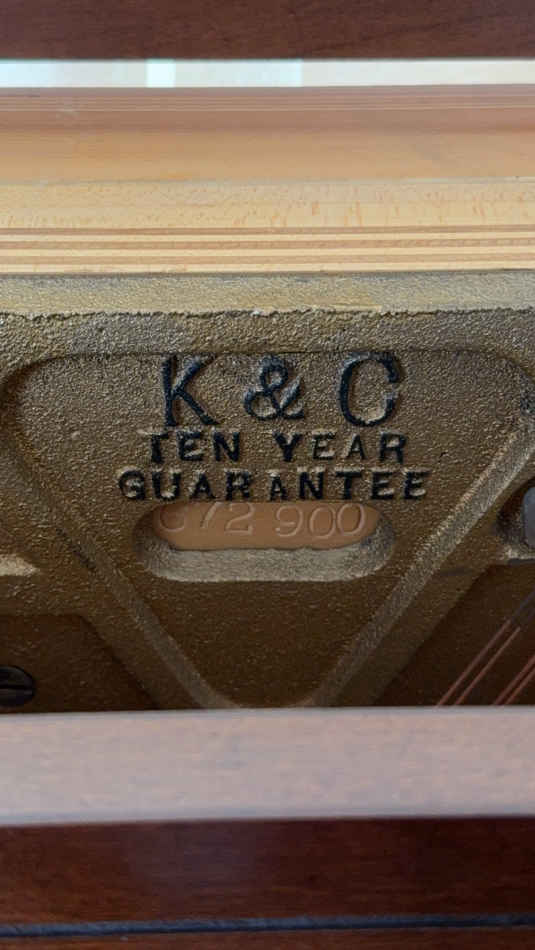 K & C
TEN YEAR
GUARANTEE
C72 900